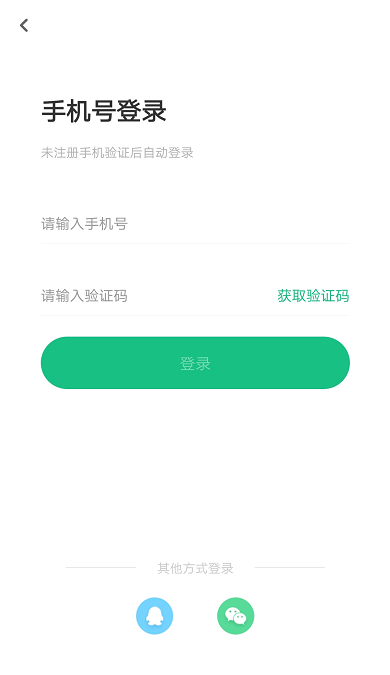 手机号登录
未注册手机验证后自动登录
请输入手机号
请输入验证码 获取验证码
登录
其他方式登录